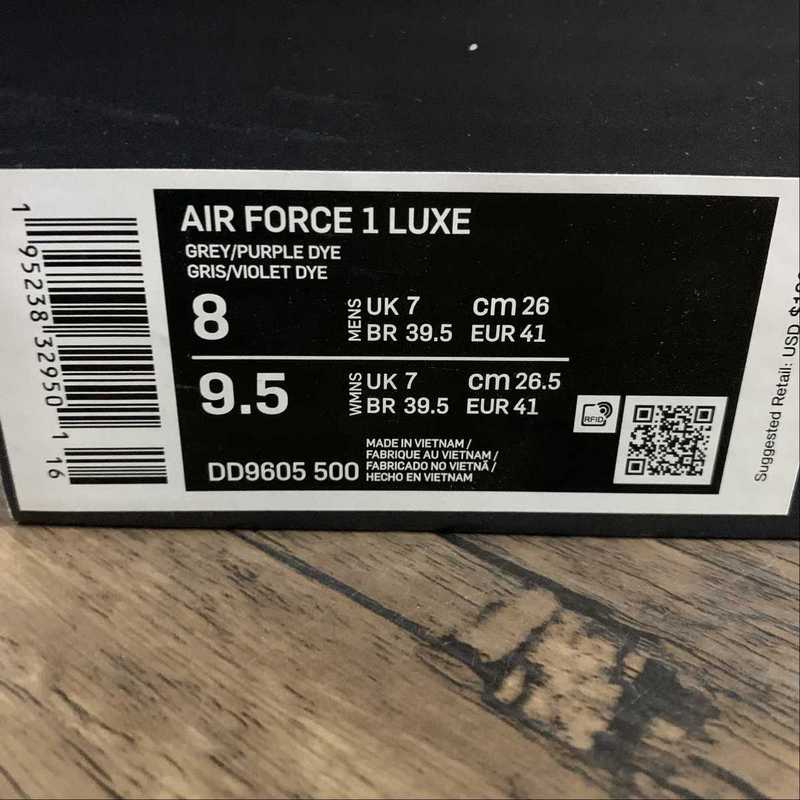 1 95238 32950 1 16
AIR FORCE 1 LUXE
GREY/PURPLE DYE
GRIS/VIOLET DYE
8
MENS
UK 7 cm 26
BR 39.5 EUR 41
9.5
WMNS
UK 7 cm 26.5
BR 39.5 EUR 41
RFID
DD9605 500
MADE IN VIETNAM /
FABRIQUE AU VIETNAM /
FABRICADO NO VIETNÃ /
HECHO EN VIETNAM
Suggested Retail: USD